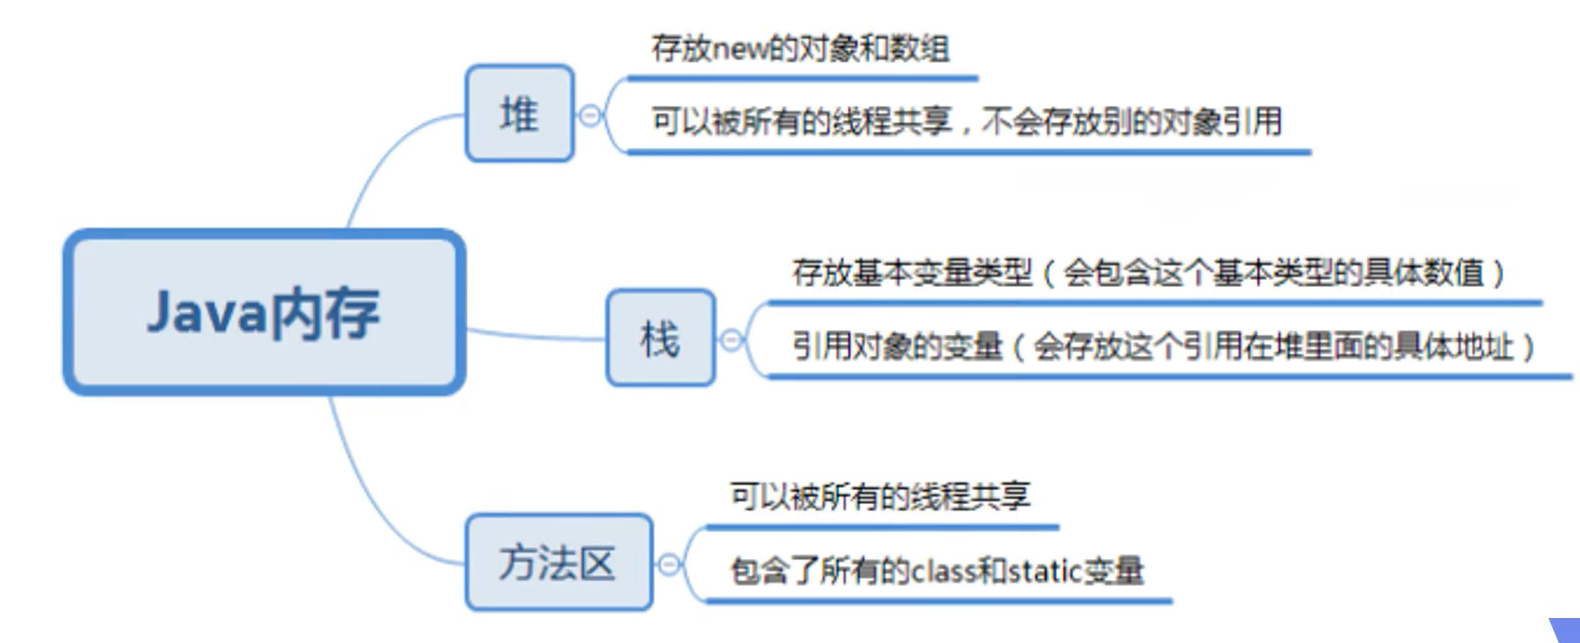 存放new的对象和数组
堆
可以被所有的线程共享，不会存放别的对象引用
存放基本变量类型（会包含这个基本类型的具体数值）
Java内存
栈
引用对象的变量（会存放这个引用在堆里面的具体地址）
可以被所有的线程共享
方法区
包含了所有的class和static变量